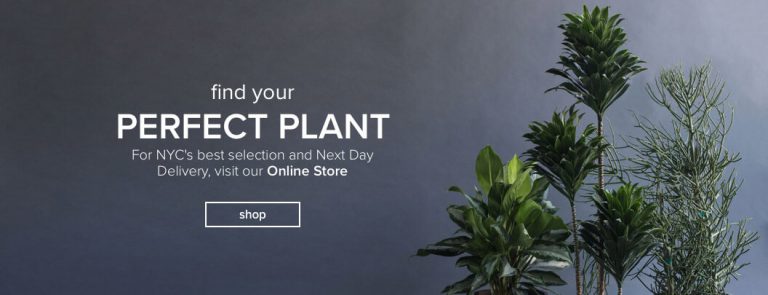 find your
PERFECT PLANT
For NYC's best selection and Next Day
Delivery, visit our Online Store
shop